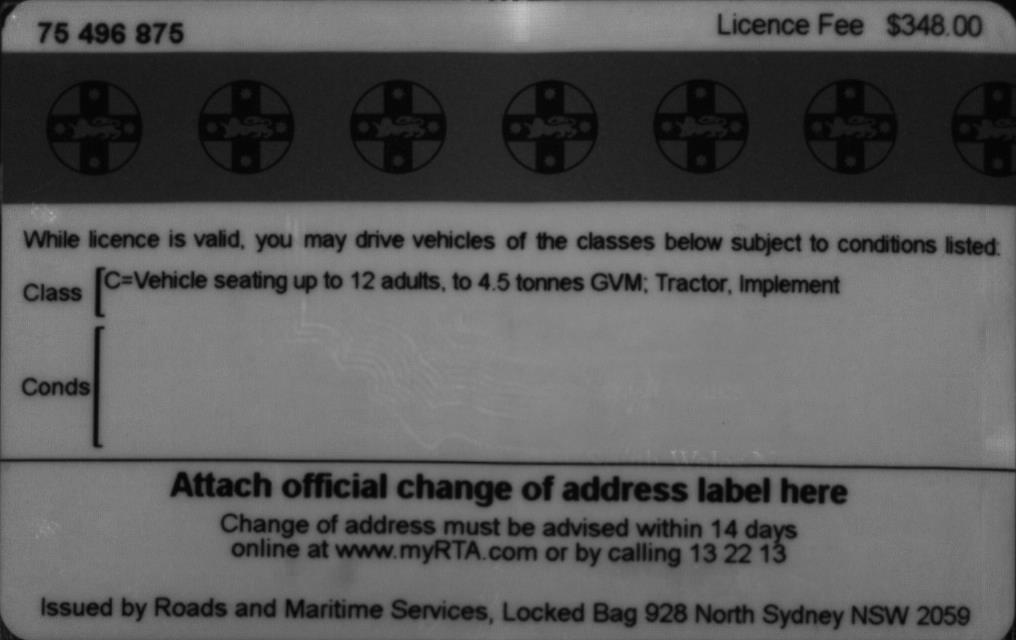 75 496 875
Licence Fee $348.00
While licence is valid, you may drive vehicles of the classes below subject to conditions listed:
Class [C=Vehicle seating up to 12 adults, to 4.5 tonnes GVM; Tractor, Implement
Conds
Attach official change of address label here
Change of address must be advised within 14 days
online at www.myRTA.com or by calling 13 22 13
Issued by Roads and Maritime Services, Locked Bag 928 North Sydney NSW 2059